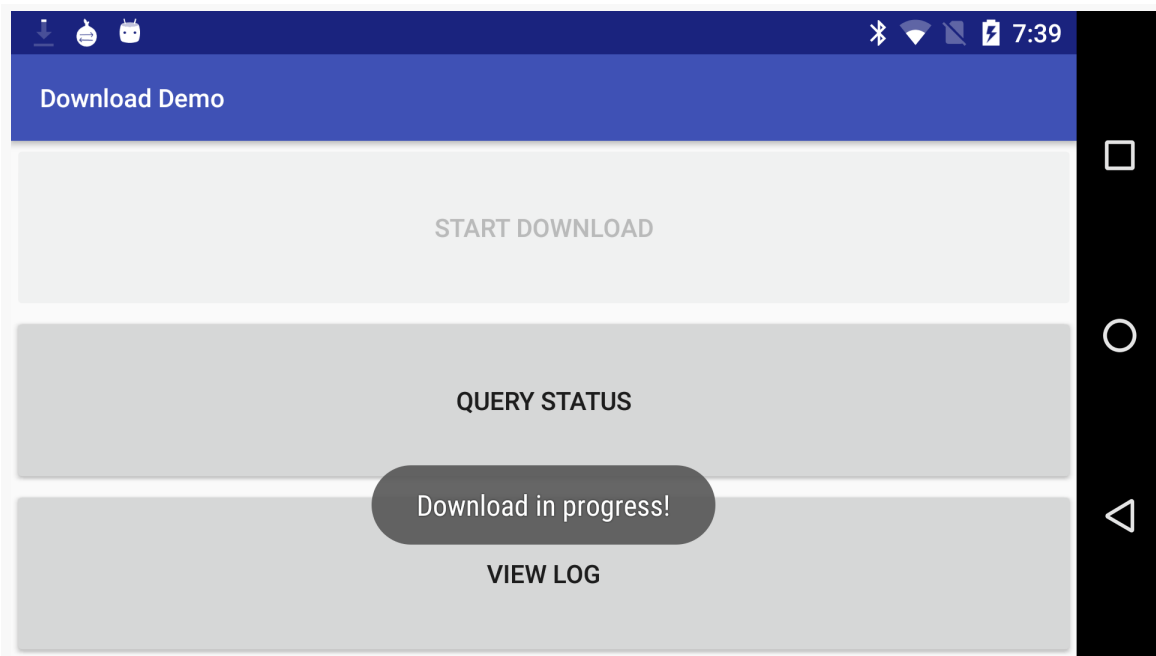 7:39
Download Demo
START DOWNLOAD
QUERY STATUS
Download in progress!
VIEW LOG